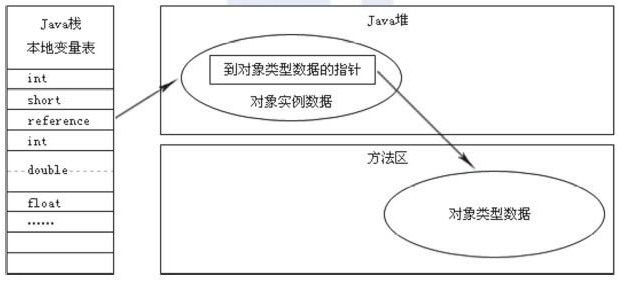 Java栈
本地变量表
int
short
reference
int
double
float
......
Java堆
到对象类型数据的指针
对象实例数据
方法区
对象类型数据